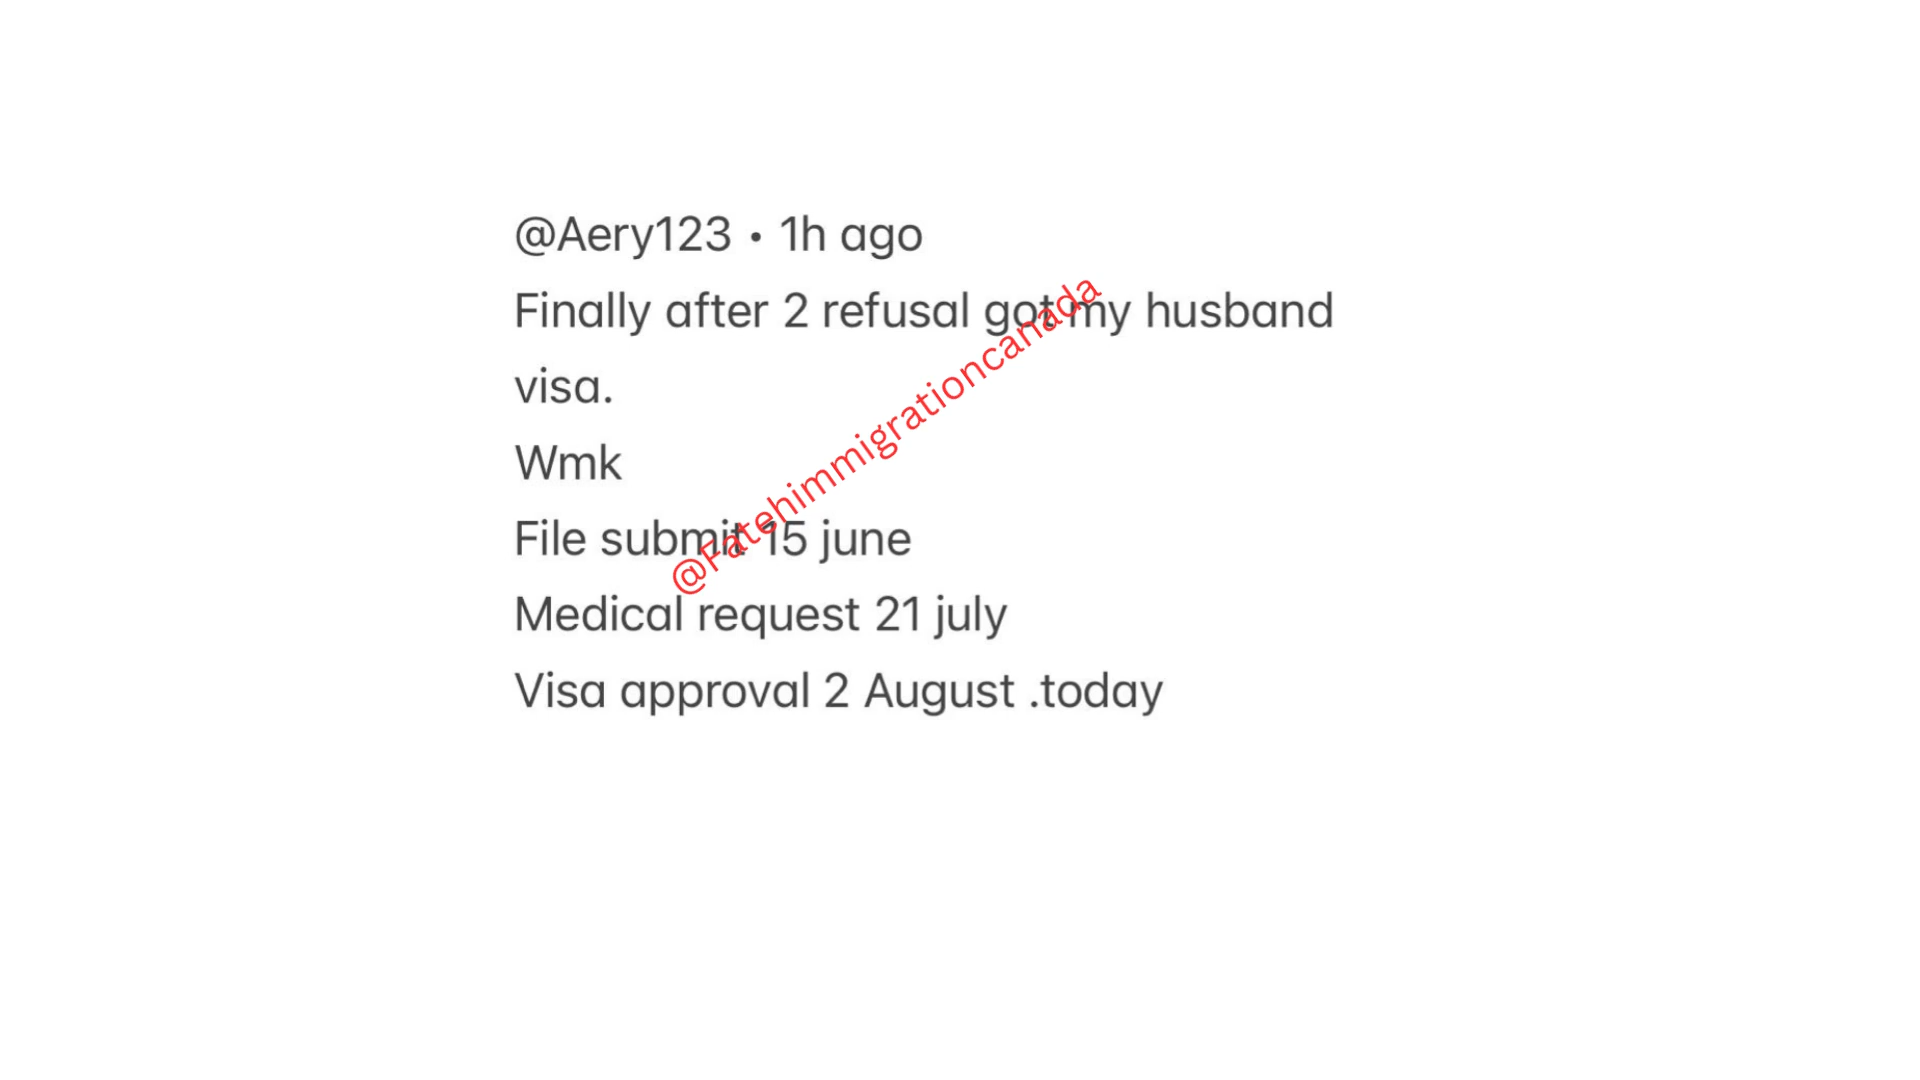 @Aery123 • 1h ago
Finally after 2 refusal got my husband
visa.
Wmk
File submit 15 june
Medical request 21 july
Visa approval 2 August .today
@Fatehimmigrationcanada